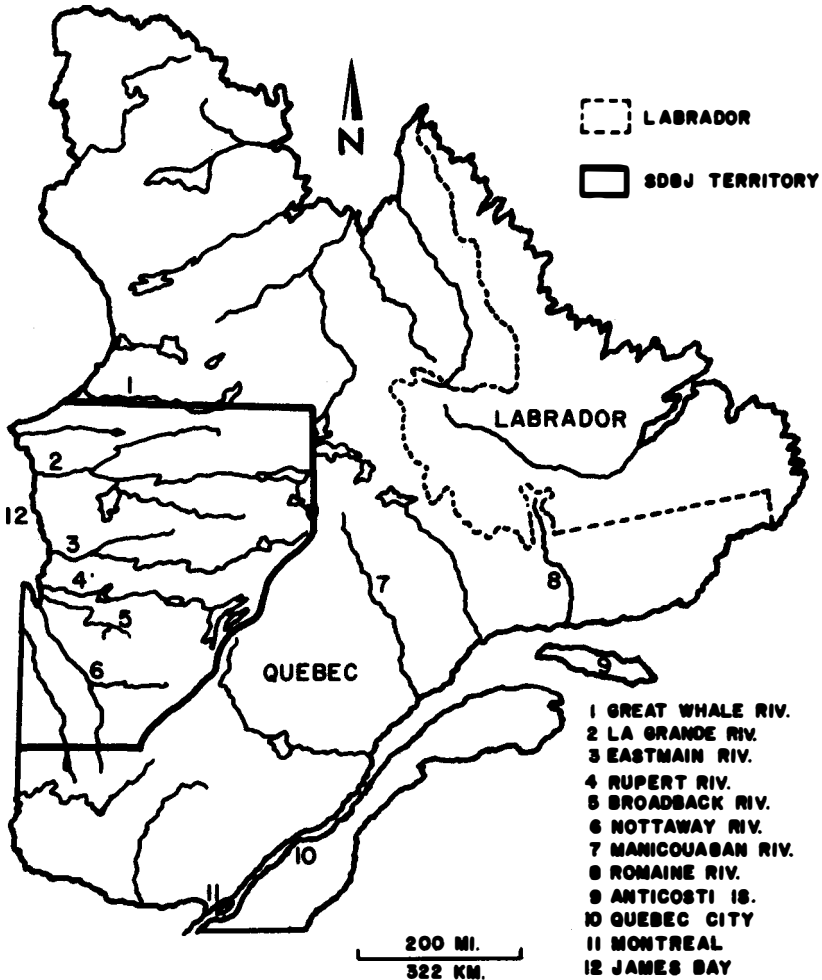 N
LABRADOR
SDBJ TERRITORY
1
LABRADOR
2
12
3
4
7
8
5
6
QUEBEC
9
10
11
1 GREAT WHALE RIV.
2 LA GRANDE RIV.
3 EASTMAIN RIV.
4 RUPERT RIV.
5 BROADBACK RIV.
6 NOTTAWAY RIV.
7 MANICOUAGAN RIV.
8 ROMAINE RIV.
9 ANTICOSTI IS.
10 QUEBEC CITY
11 MONTREAL
12 JAMES BAY
200 MI.
322 KM.